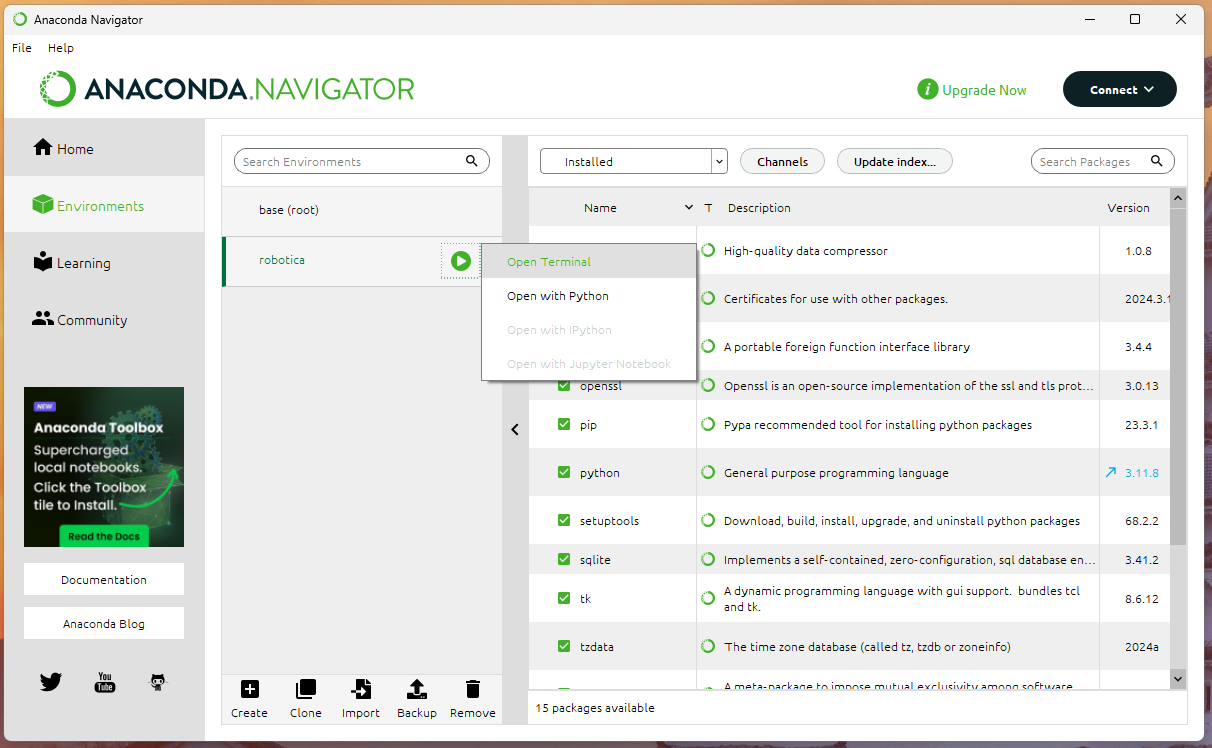 Anaconda Navigator
File Help
ANACONDA.NAVIGATOR
i Upgrade Now
Connect
Home
Environments
Learning
Community
NEW
Anaconda Toolbox
Supercharged
local notebooks.
Click the Toolbox
tile to Install.
Read the Docs
Documentation
Anaconda Blog
You
Tube
Search Environments
base (root)
robotica
Open Terminal
Open with Python
Open with IPython
Open with Jupyter Notebook
Create Clone Import Backup Remove
Installed Channels Update index... Search Packages
Name T Description Version
High-quality data compressor 1.0.8
Certificates for use with other packages. 2024.3.1
A portable foreign function interface library 3.4.4
openssl Openssl is an open-source implementation of the ssl and tls prot... 3.0.13
pip Pypa recommended tool for installing python packages 23.3.1
python General purpose programming language 3.11.8
setuptools Download, build, install, upgrade, and uninstall python packages 68.2.2
sqlite Implements a self-contained, zero-configuration, sql database en... 3.41.2
tk A dynamic programming language with gui support. bundles tcl
and tk. 8.6.12
tzdata The time zone database (called tz, tzdb or zoneinfo) 2024a
A meta-package to impose mutual exclusivity among software
15 packages available